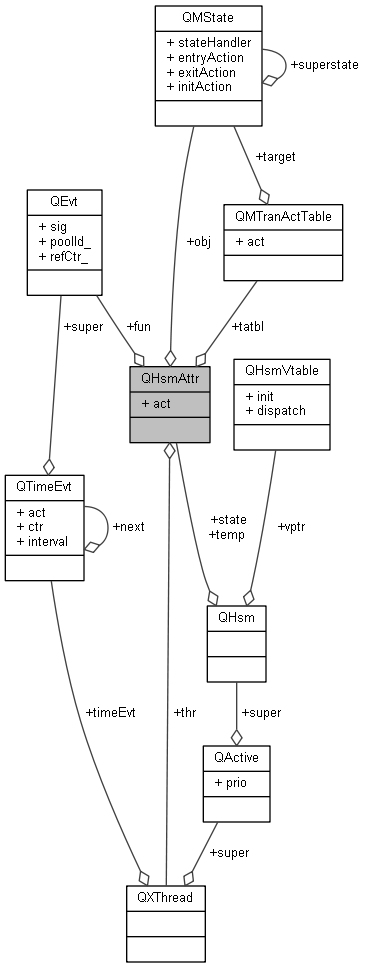 QMState
+ stateHandler
+ entryAction
+ exitAction
+ initAction
+superstate
+target
QEvt
+ sig
+ poolId_
+ refCtr_
QMTranActTable
+ act
+obj
+super
+fun
+tatbl
QHsmAttr
+ act
QHsmVtable
+ init
+ dispatch
QTimeEvt
+ act
+ ctr
+ interval
+next
+state
+temp
+vptr
QHsm
+timeEvt
+thr
+super
QActive
+ prio
+super
QXThread